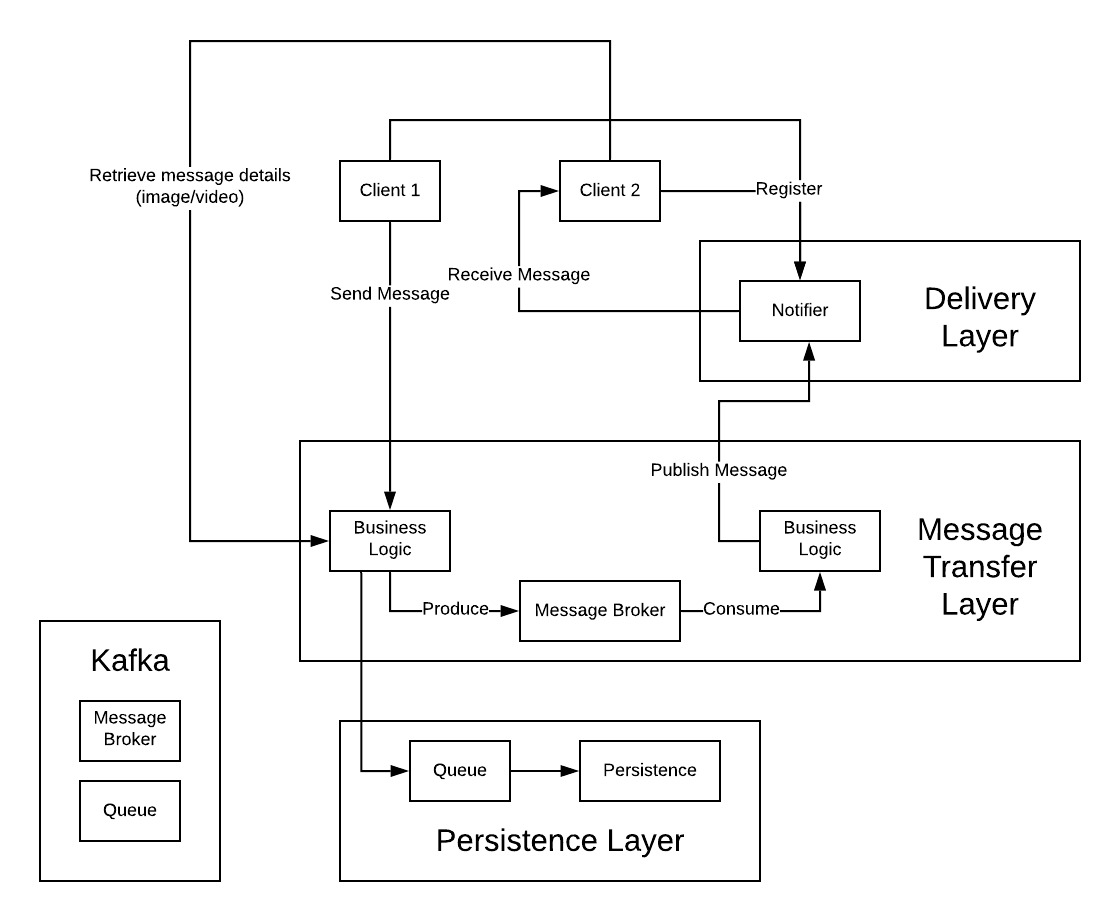 Retrieve message details
(image/video)
Client 1
Client 2
Register
Receive Message
Send Message
Notifier
Delivery
Layer
Publish Message
Business
Logic
Business
Logic
Message
Transfer
Layer
Produce
Message Broker
Consume
Kafka
Message
Broker
Queue
Queue
Persistence
Persistence Layer